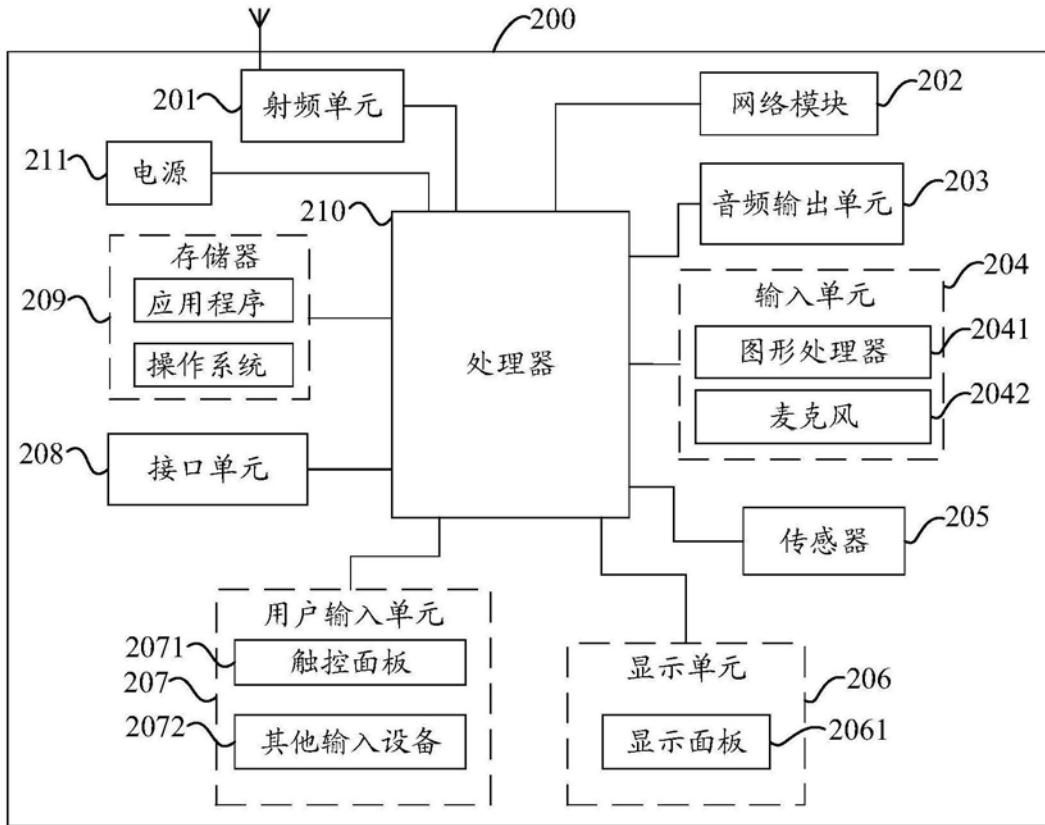 200
201
射频单元
网络模块
202
211
电源
210
音频输出单元
203
存储器
应用程序
操作系统
209
处理器
输入单元
204
图形处理器
2041
麦克风
2042
208
接口单元
传感器
205
用户输入单元
2071
触控面板
207
2072
其他输入设备
显示单元
206
显示面板
2061